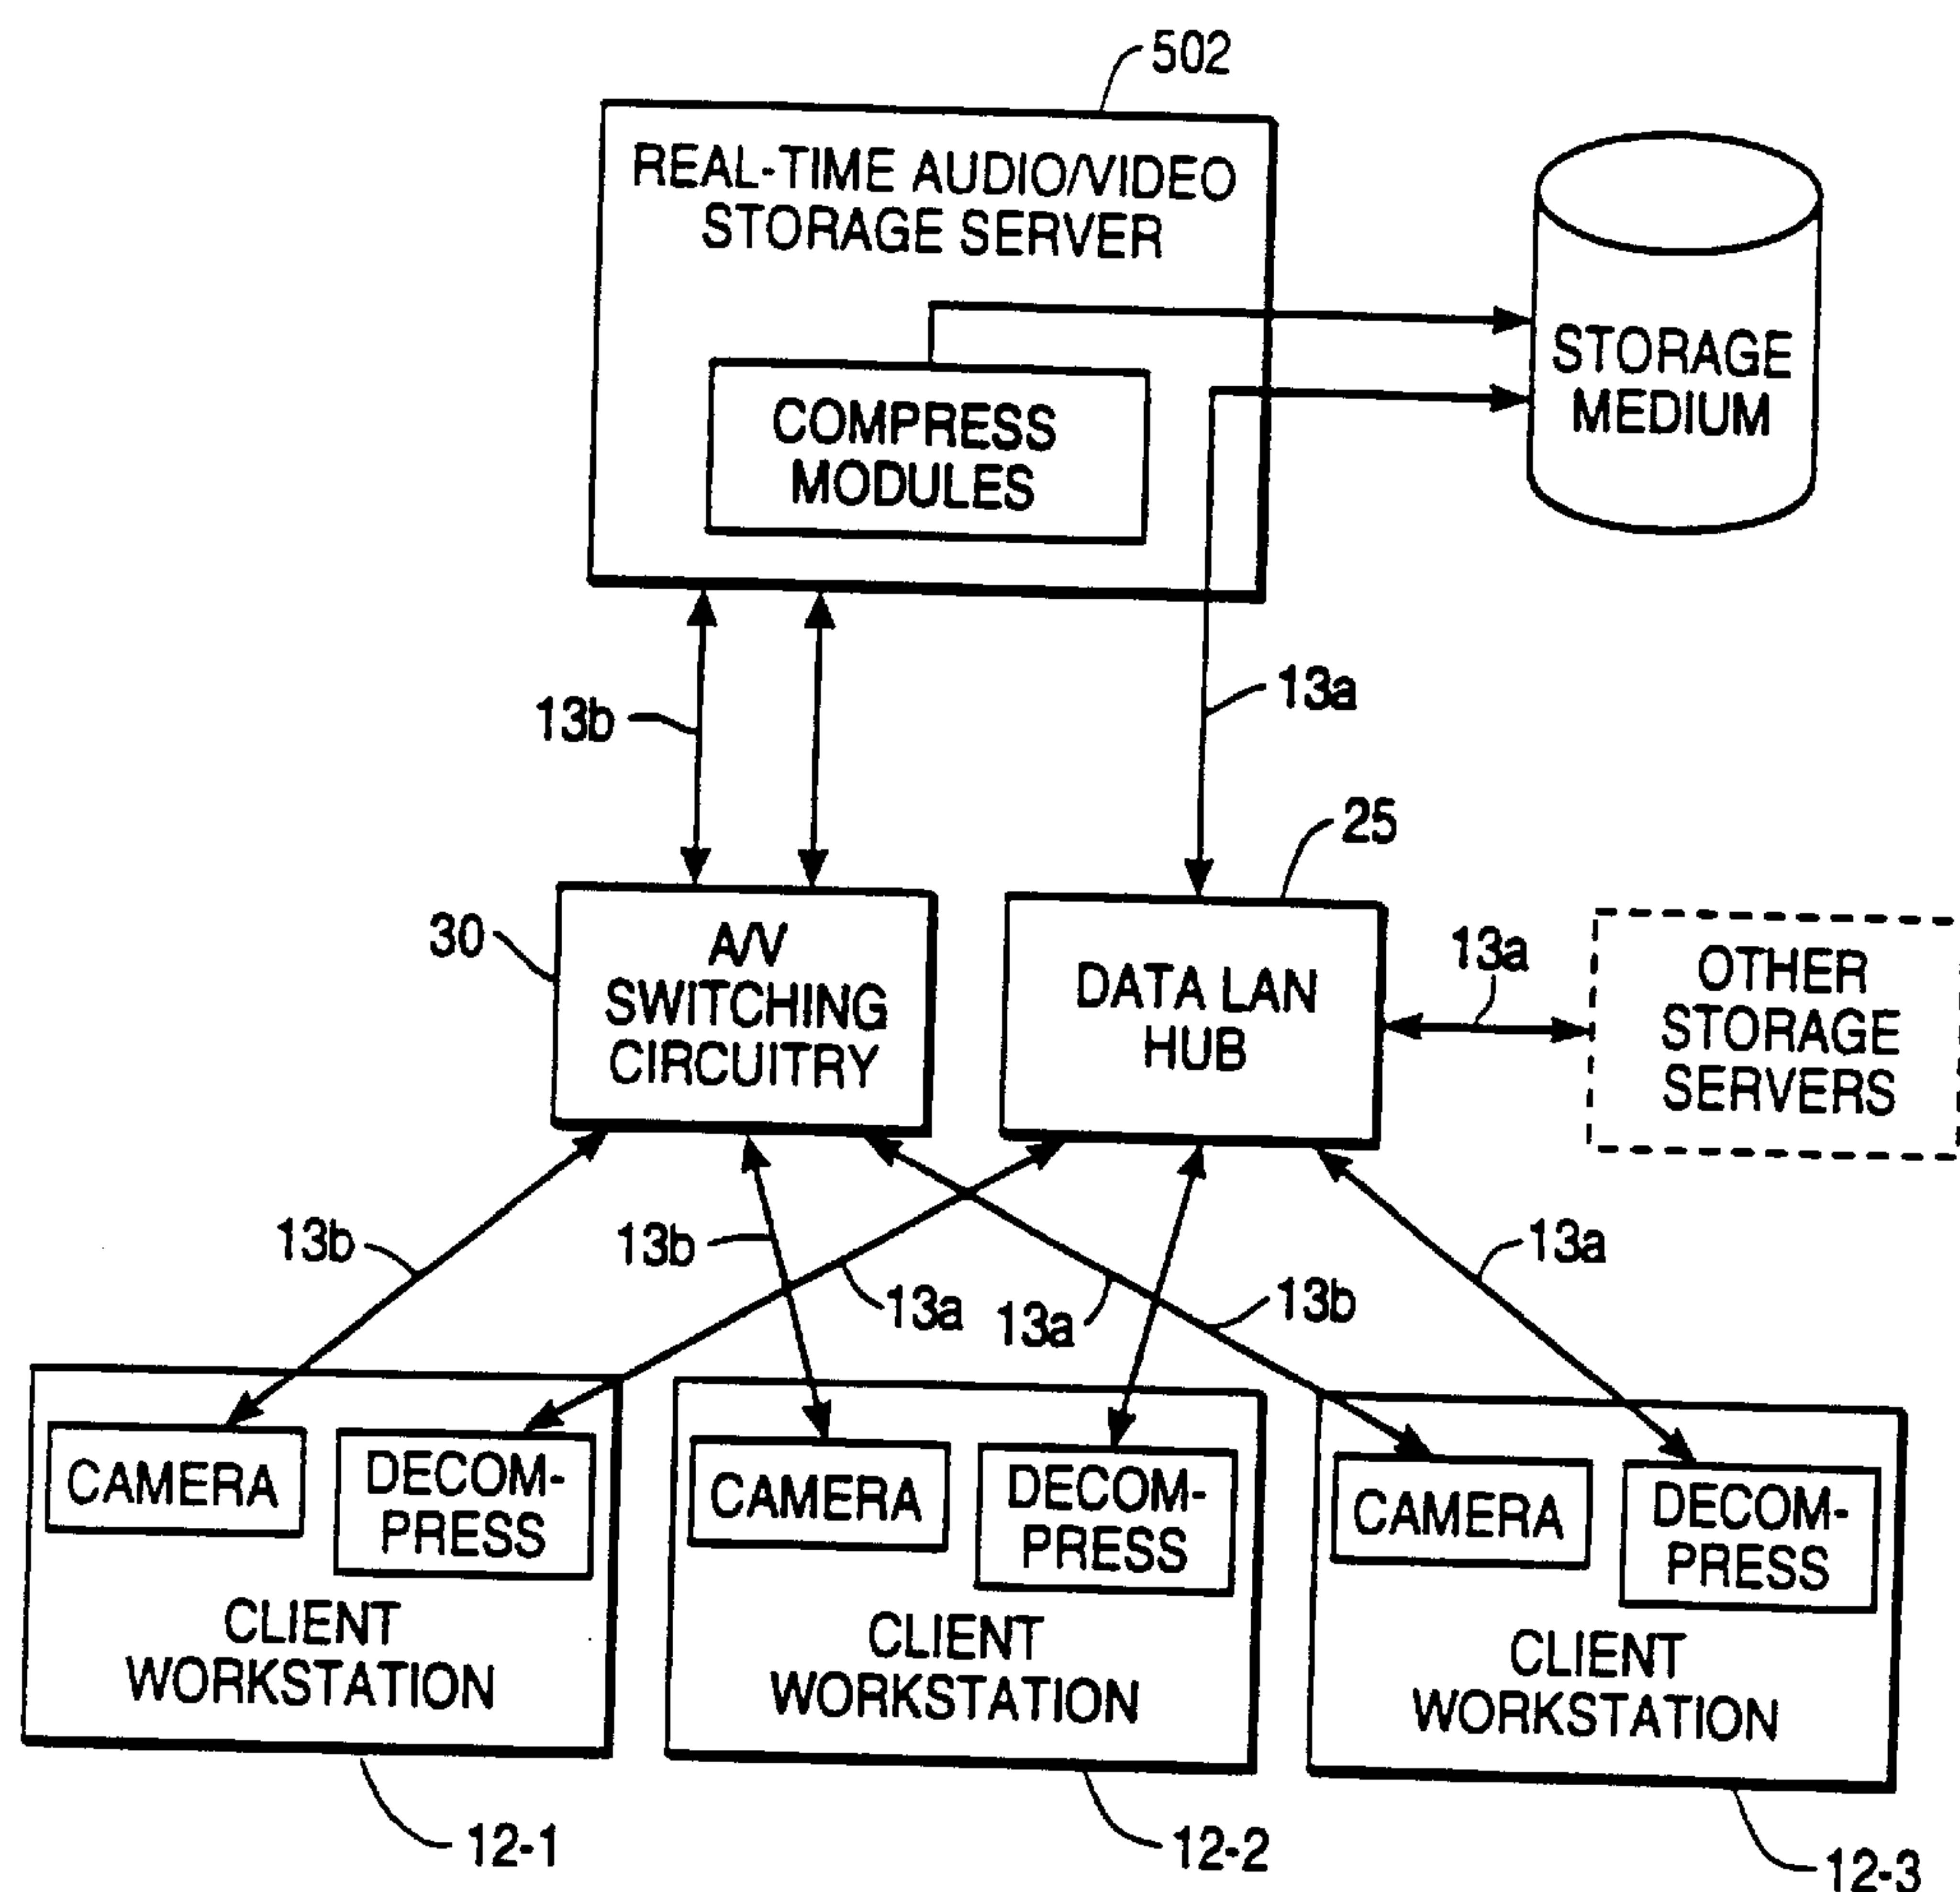 502
REAL-TIME AUDIO/VIDEO
STORAGE SERVER
COMPRESS
MODULES
STORAGE
MEDIUM
13b
13a
25
30
A/V
SWITCHING
CIRCUITRY
DATA LAN
HUB
13a
OTHER
STORAGE
SERVERS
13b
13b
13a
13a
13b
13a
CAMERA
DECOM-
PRESS
CLIENT
WORKSTATION
CAMERA
DECOM-
PRESS
CLIENT
WORKSTATION
CAMERA
DECOM-
PRESS
CLIENT
WORKSTATION
12-1
12-2
12-3